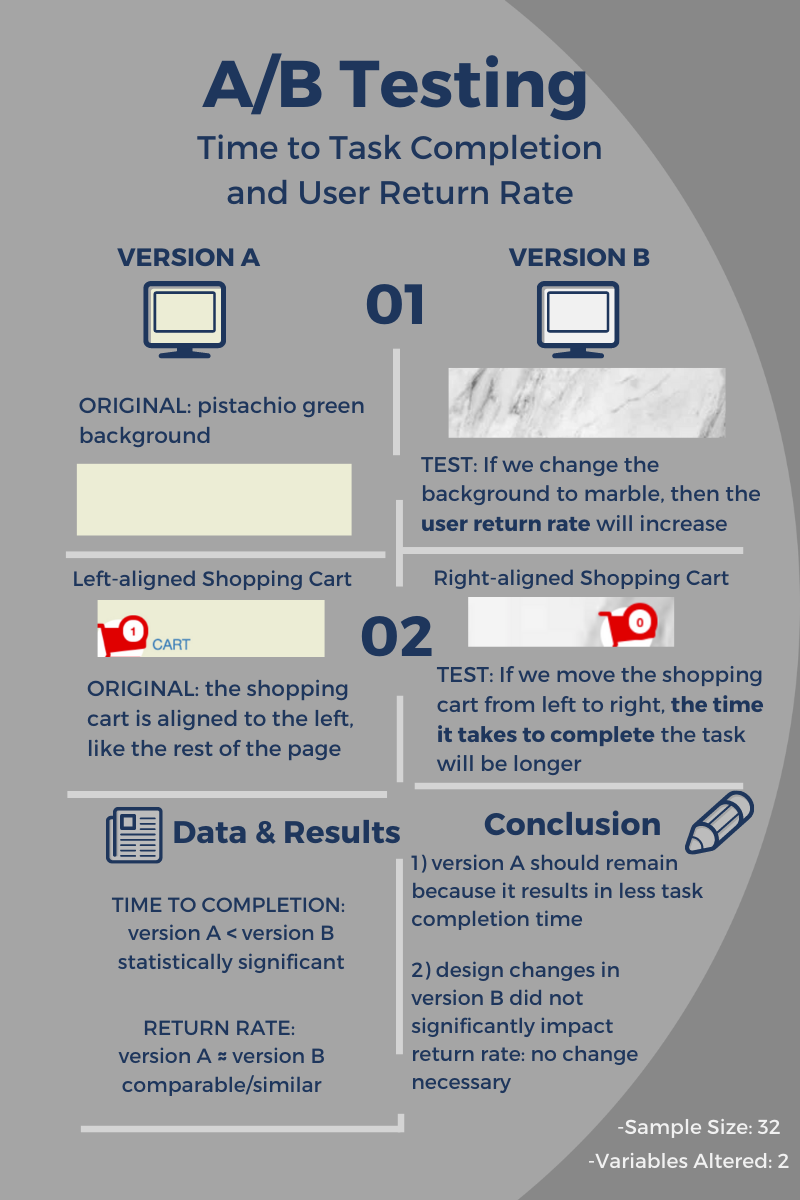 A/B Testing
Time to Task Completion
and User Return Rate
VERSION A
VERSION B
01
ORIGINAL: pistachio green
background
TEST: If we change the
background to marble, then the
user return rate will increase
Left-aligned Shopping Cart
Right-aligned Shopping Cart
1
CART
0
02
ORIGINAL: the shopping
cart is aligned to the left,
like the rest of the page
TEST: If we move the shopping
cart from left to right, the time
it takes to complete the task
will be longer
Data & Results
TIME TO COMPLETION:
version A < version B
statistically significant
RETURN RATE:
version A ≈ version B
comparable/similar
Conclusion
1) version A should remain
because it results in less task
completion time
2) design changes in
version B did not
significantly impact
return rate: no change
necessary
-Sample Size: 32
-Variables Altered: 2